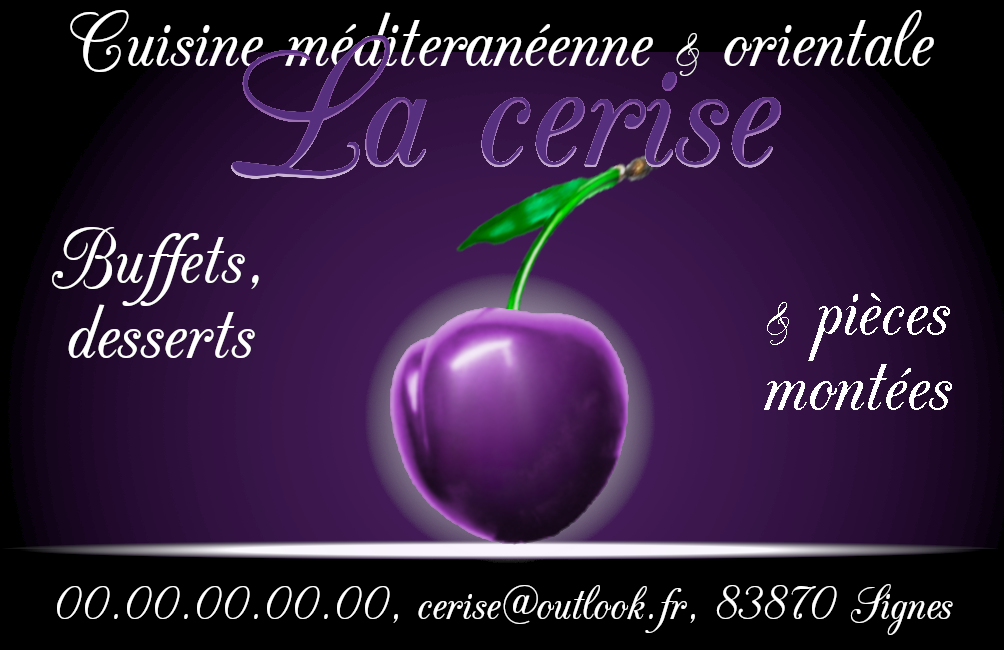 Cuisine méditeranéenne & orientale
La cerise
Buffets,
desserts
& pièces
montées
00.00.00.00.00, cerise@outlook.fr, 83870 Signes